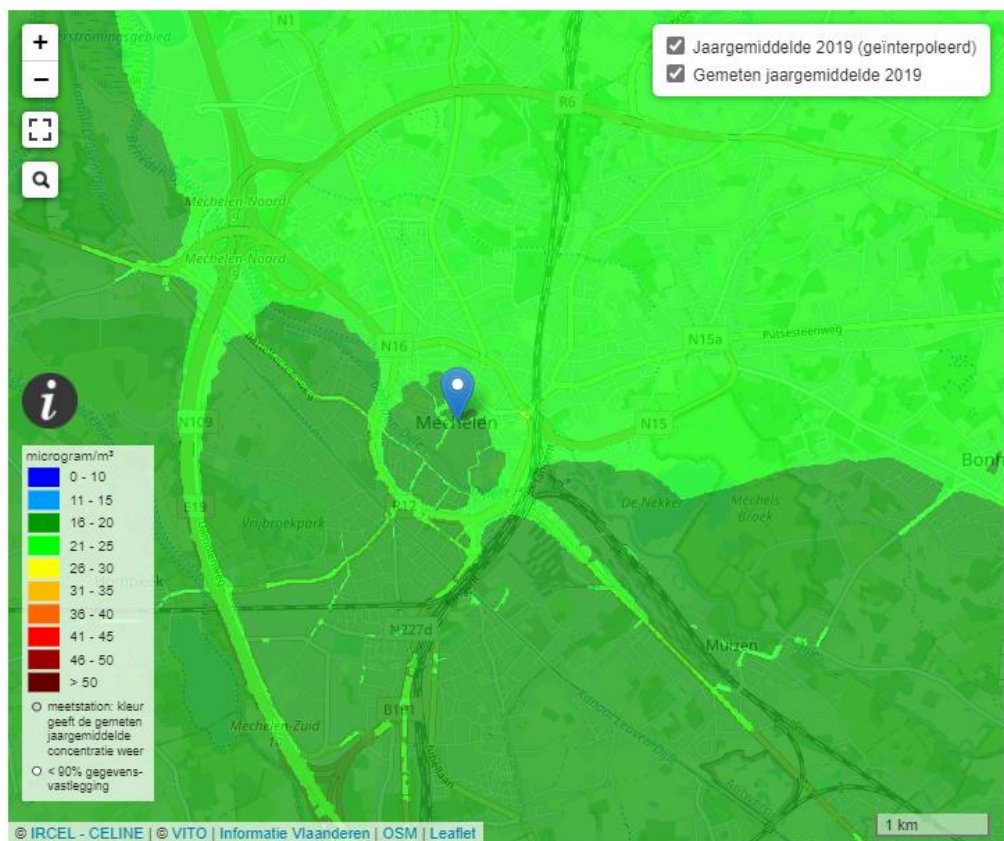 +
−
i
Jaargemiddelde 2019 (geïnterpoleerd)
Gemeten jaargemiddelde 2019
N1
R6
Mechelen-Noord
9
Mechelen-Noord
9
N16
N15a
Putsesteenweg
Mechelen
N15
N109
Bonh
E19
R12
De Nekker
Mechels
Broek
Vrijbroekpark
Hombeek
N227d
Muizen
B101
Mechelen-Zuid
microgram/m³
0 - 10
11 - 15
16 - 20
21 - 25
26 - 30
31 - 35
36 - 40
41 - 45
46 - 50
> 50
meetstation: kleur
geeft de gemeten
jaargemiddelde
concentratie weer
< 90% gegevens-
vastlegging
© IRCEL - CELINE | © VITO | Informatie Vlaanderen | OSM | Leaflet
1 km